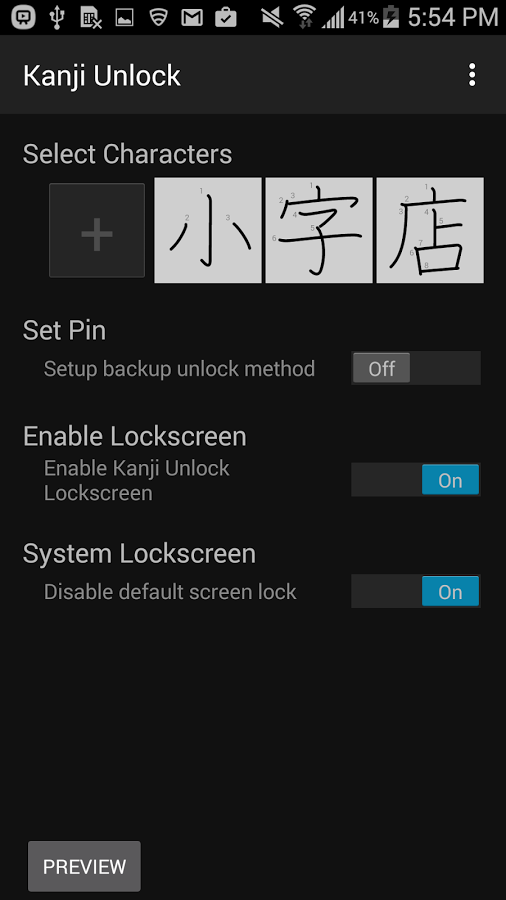 41% 5:54 PM
Kanji Unlock
Select Characters
+ 小 字 店
Set Pin
Setup backup unlock method Off
Enable Lockscreen
Enable Kanji Unlock
Lockscreen On
System Lockscreen
Disable default screen lock On
PREVIEW